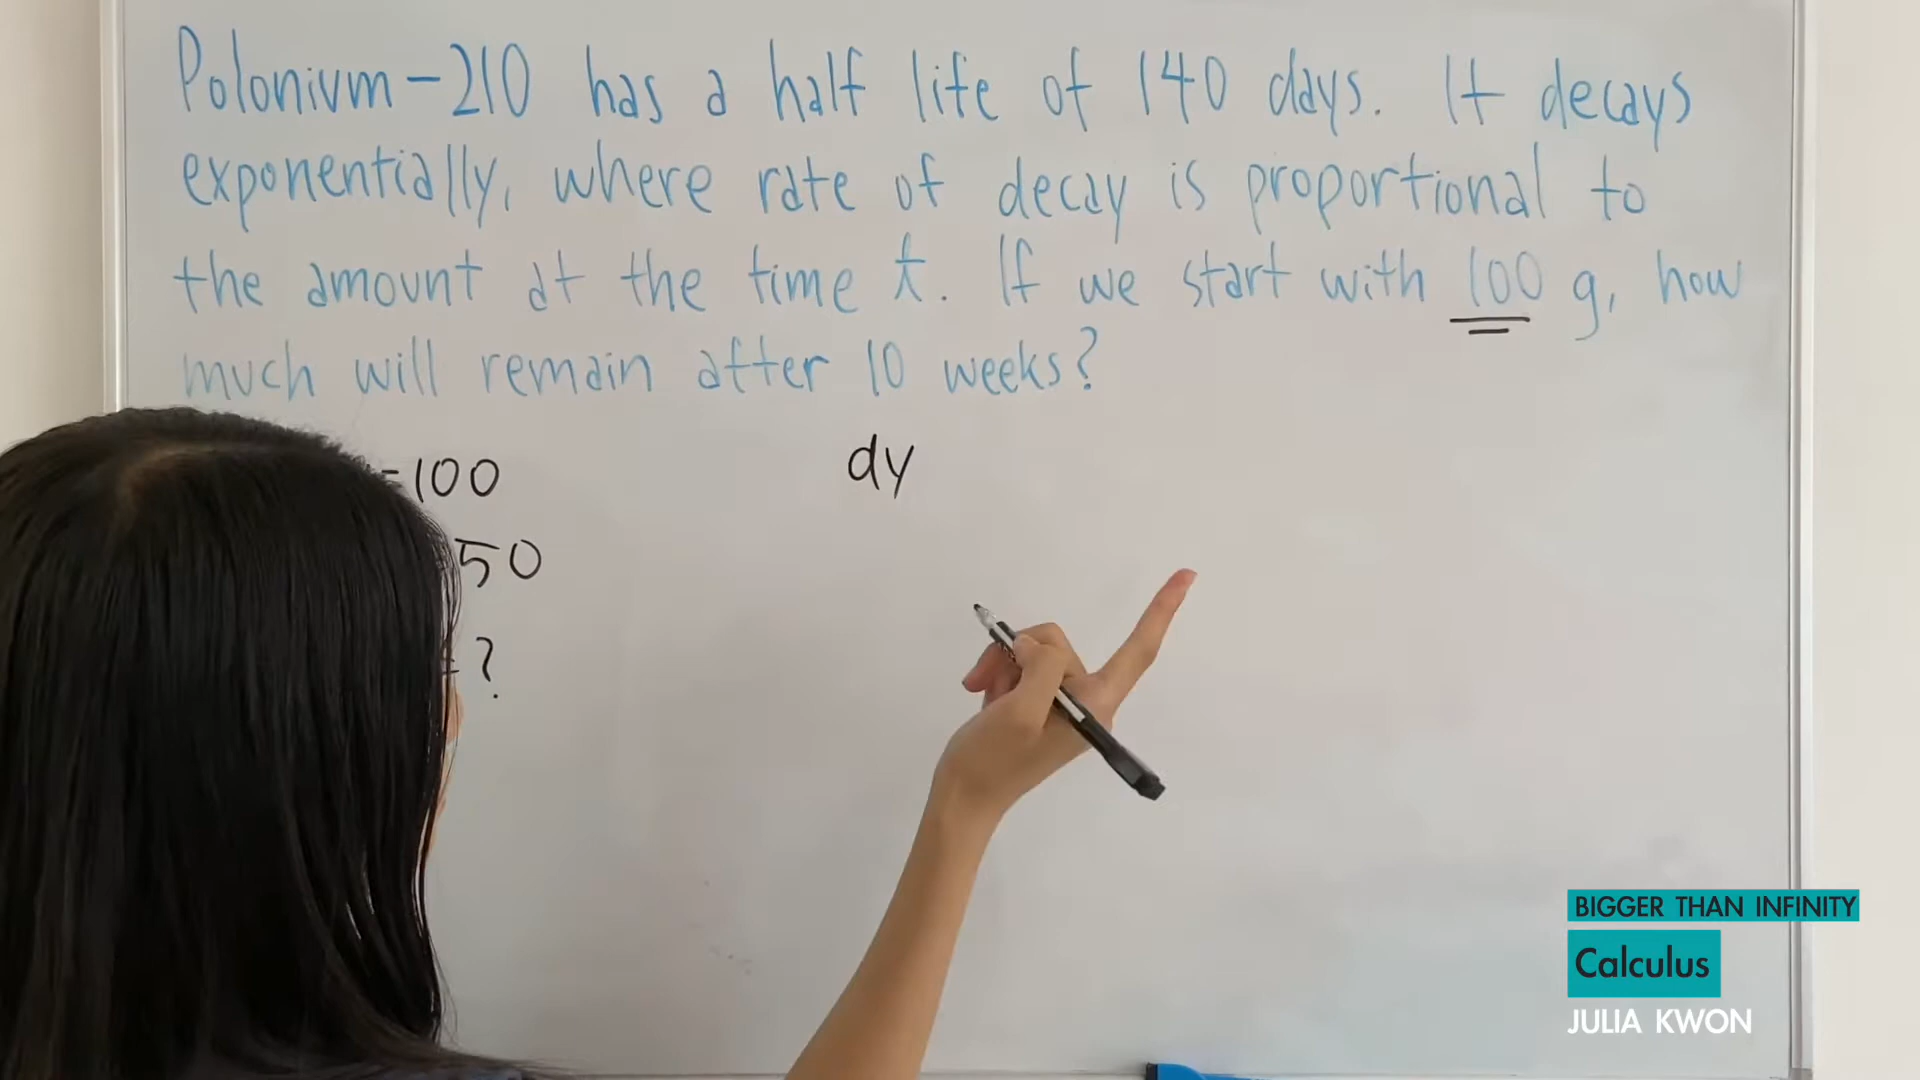 Polonium-210 has a half life of 140 days. It decays
exponentially, where rate of decay is proportional to
the amount at the time t. If we start with 100 g, how
much will remain after 10 weeks?
=100
50
= ?
dy
BIGGER THAN INFINITY
Calculus
JULIA KWON